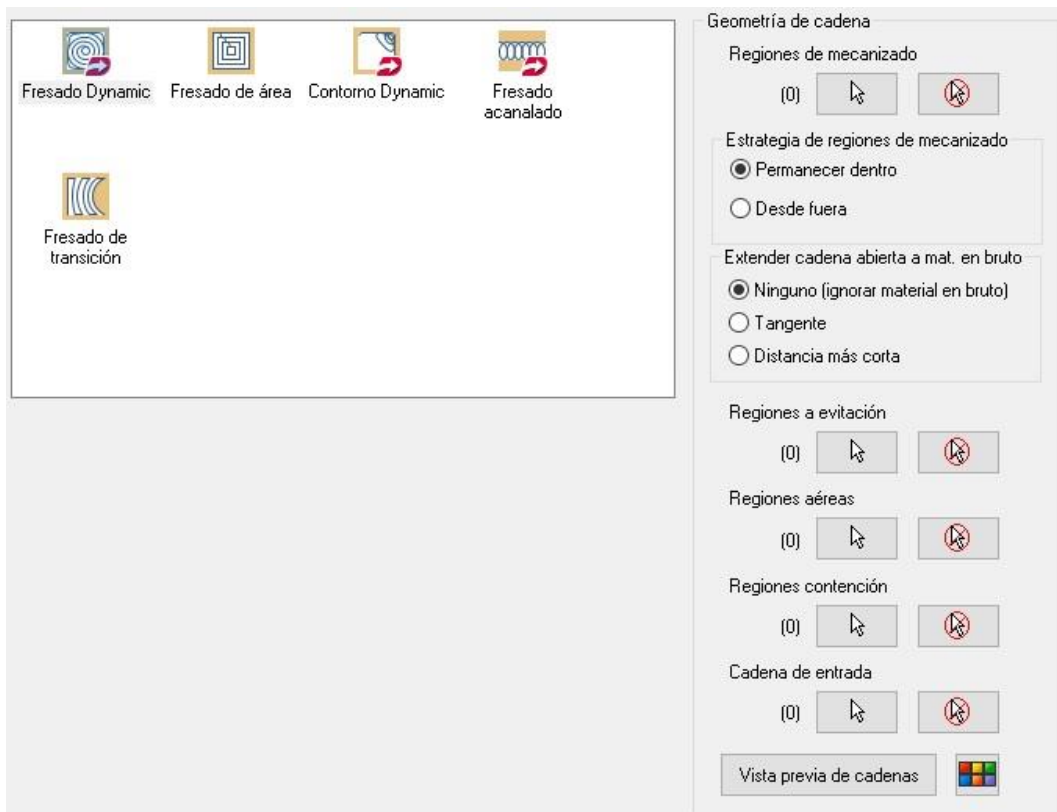 Fresado Dynamic
Fresado de área
Contorno Dynamic
Fresado
acanalado
Fresado de
transición
Geometría de cadena
Regiones de mecanizado
(0)
Estrategia de regiones de mecanizado
Permanecer dentro
Desde fuera
Extender cadena abierta a mat. en bruto
Ninguno (ignorar material en bruto)
Tangente
Distancia más corta
Regiones a evitación
(0)
Regiones aéreas
(0)
Regiones contención
(0)
Cadena de entrada
(0)
Vista previa de cadenas